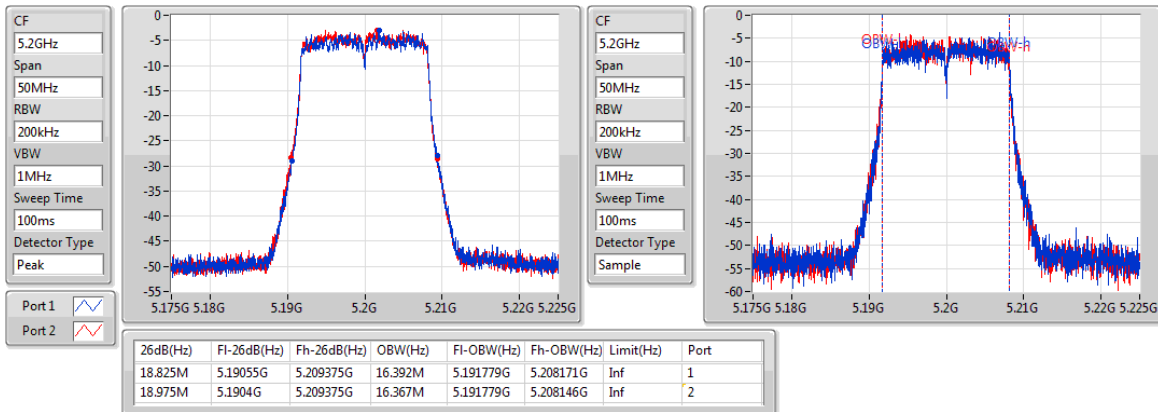 CF
5.2GHz
Span
50MHz
RBW
200kHz
VBW
1MHz
Sweep Time
100ms
Detector Type
Peak
Port 1
Port 2
0
-5
-10
-15
-20
-25
-30
-35
-40
-45
-50
-55
5.175G 5.18G 5.19G 5.2G 5.21G 5.225G
CF
5.2GHz
Span
50MHz
RBW
200kHz
VBW
1MHz
Sweep Time
100ms
Detector Type
Sample
0
-5
-10
-15
-20
-25
-30
-35
-40
-45
-50
-55
-60
OBW-h
5.175G 5.18G 5.19G 5.2G 5.21G 5.225G
26dB(Hz) Fl-26dB(Hz) Fh-26dB(Hz) OBW(Hz) Fl-OBW(Hz) Fh-OBW(Hz) Limit(Hz) Port
18.825M 5.19055G 5.209375G 16.392M 5.191779G 5.208171G Inf 1
18.975M 5.1904G 5.209375G 16.367M 5.191779G 5.208146G Inf 2